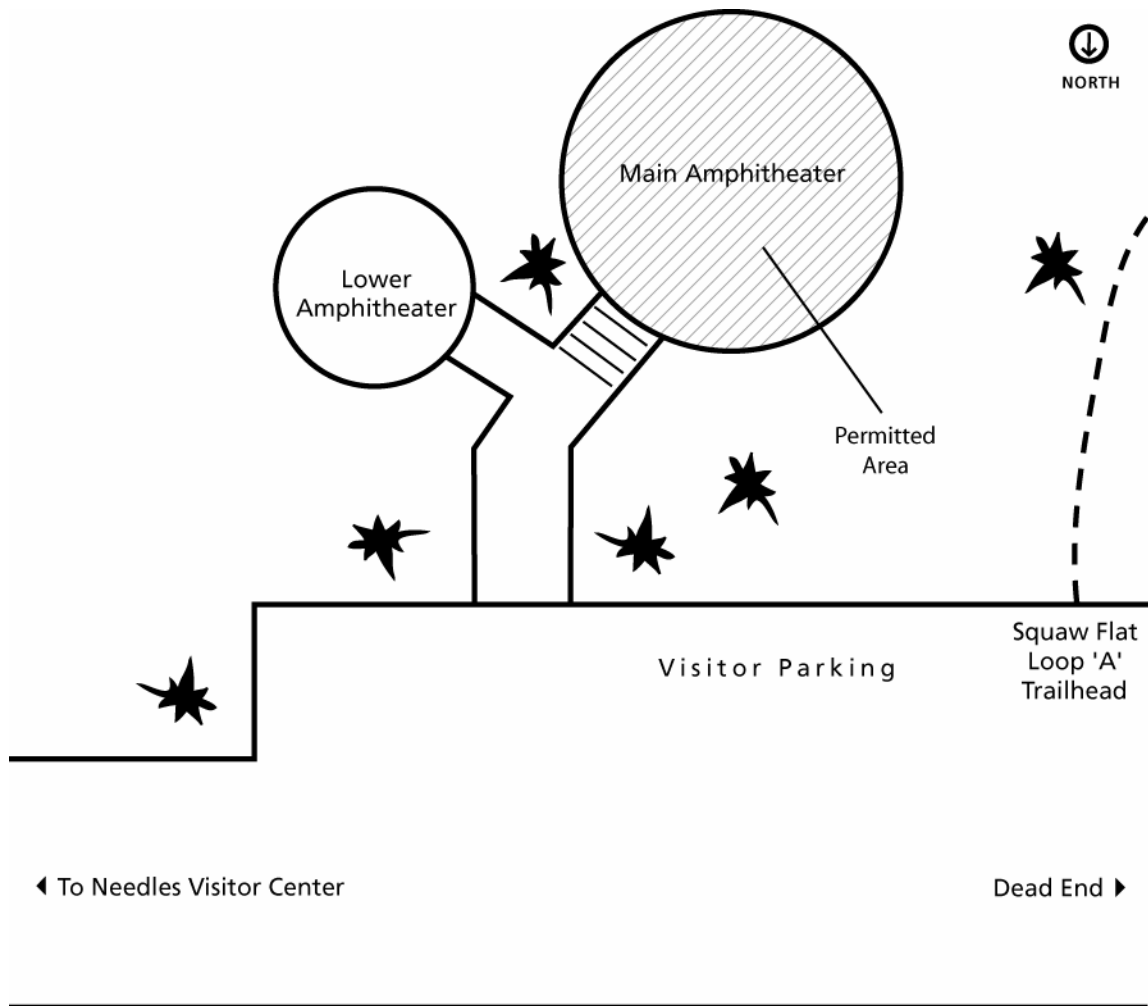 NORTH
Main Amphitheater
Lower
Amphitheater
Permitted
Area
Squaw Flat
Loop 'A'
Trailhead
Visitor Parking
To Needles Visitor Center
Dead End